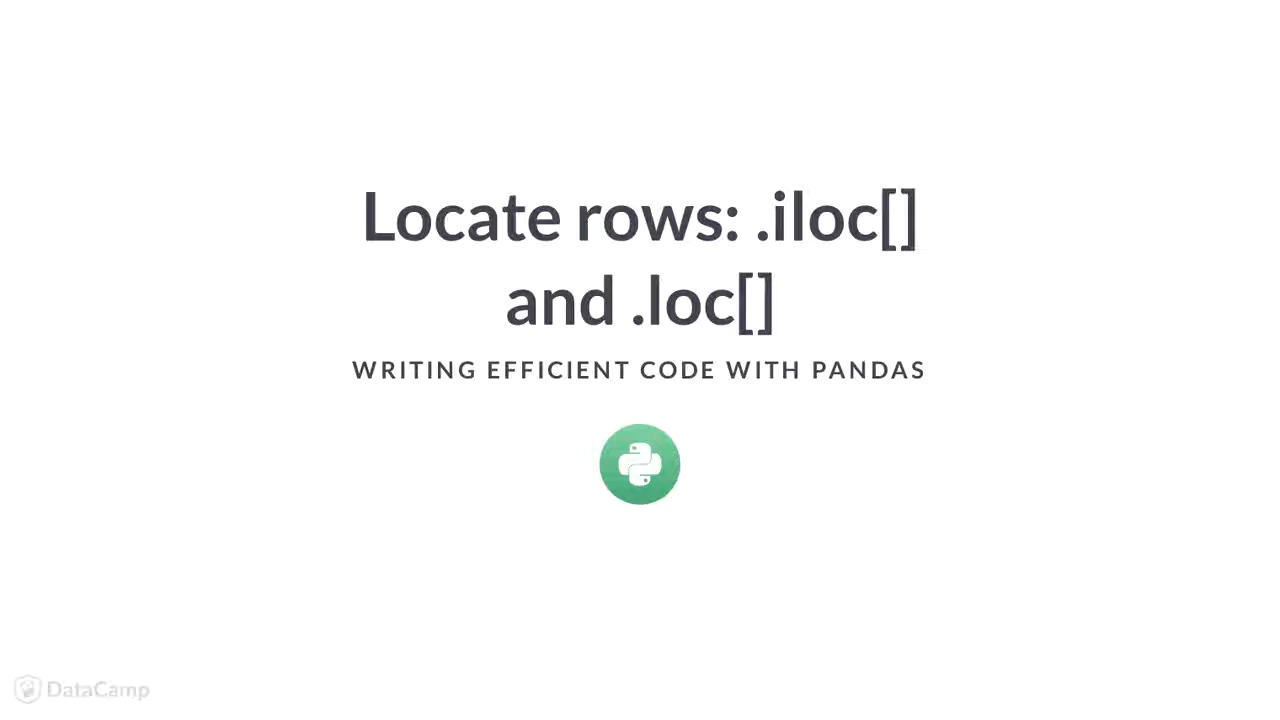 Locate rows: .iloc[]
and .loc[]
WRITING EFFICIENT CODE WITH PANDAS
DataCamp